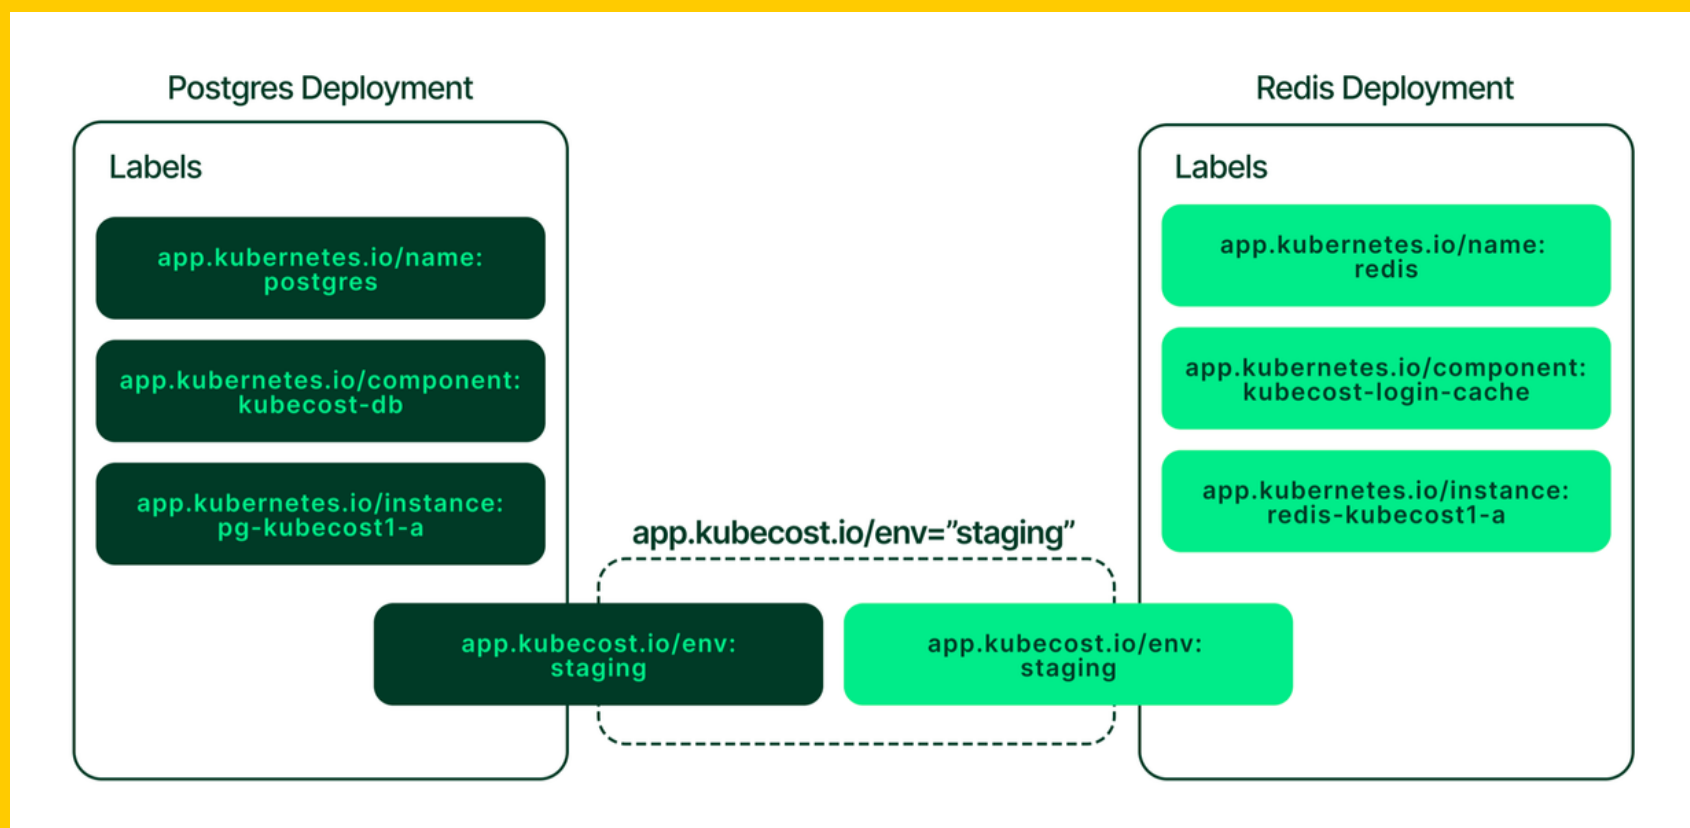 Postgres Deployment
Labels
app.kubernetes.io/name:
postgres
app.kubernetes.io/component:
kubecost-db
app.kubernetes.io/instance:
pg-kubecost1-a
app.kubecost.io/env="staging"
app.kubecost.io/env:
staging
app.kubecost.io/env:
staging
Redis Deployment
Labels
app.kubernetes.io/name:
redis
app.kubernetes.io/component:
kubecost-login-cache
app.kubernetes.io/instance:
redis-kubecost1-a